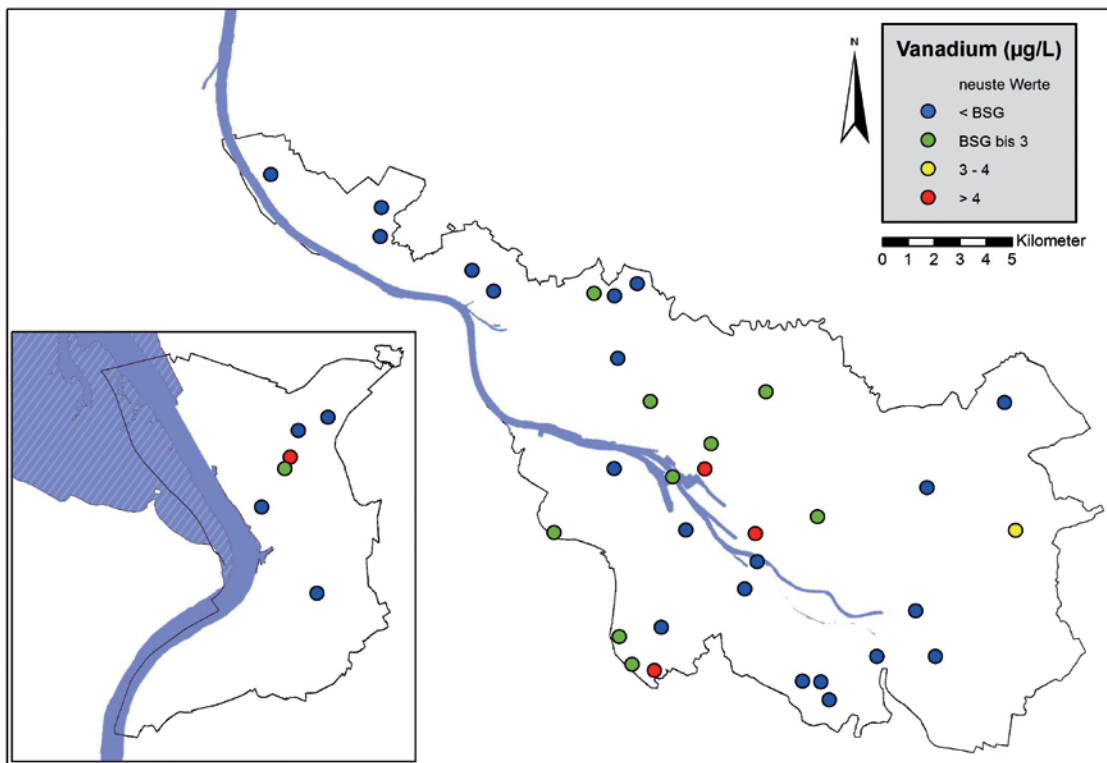 N
Vanadium (µg/L)
neuste Werte
< BSG
BSG bis 3
3 - 4
> 4
Kilometer
0 1 2 3 4 5